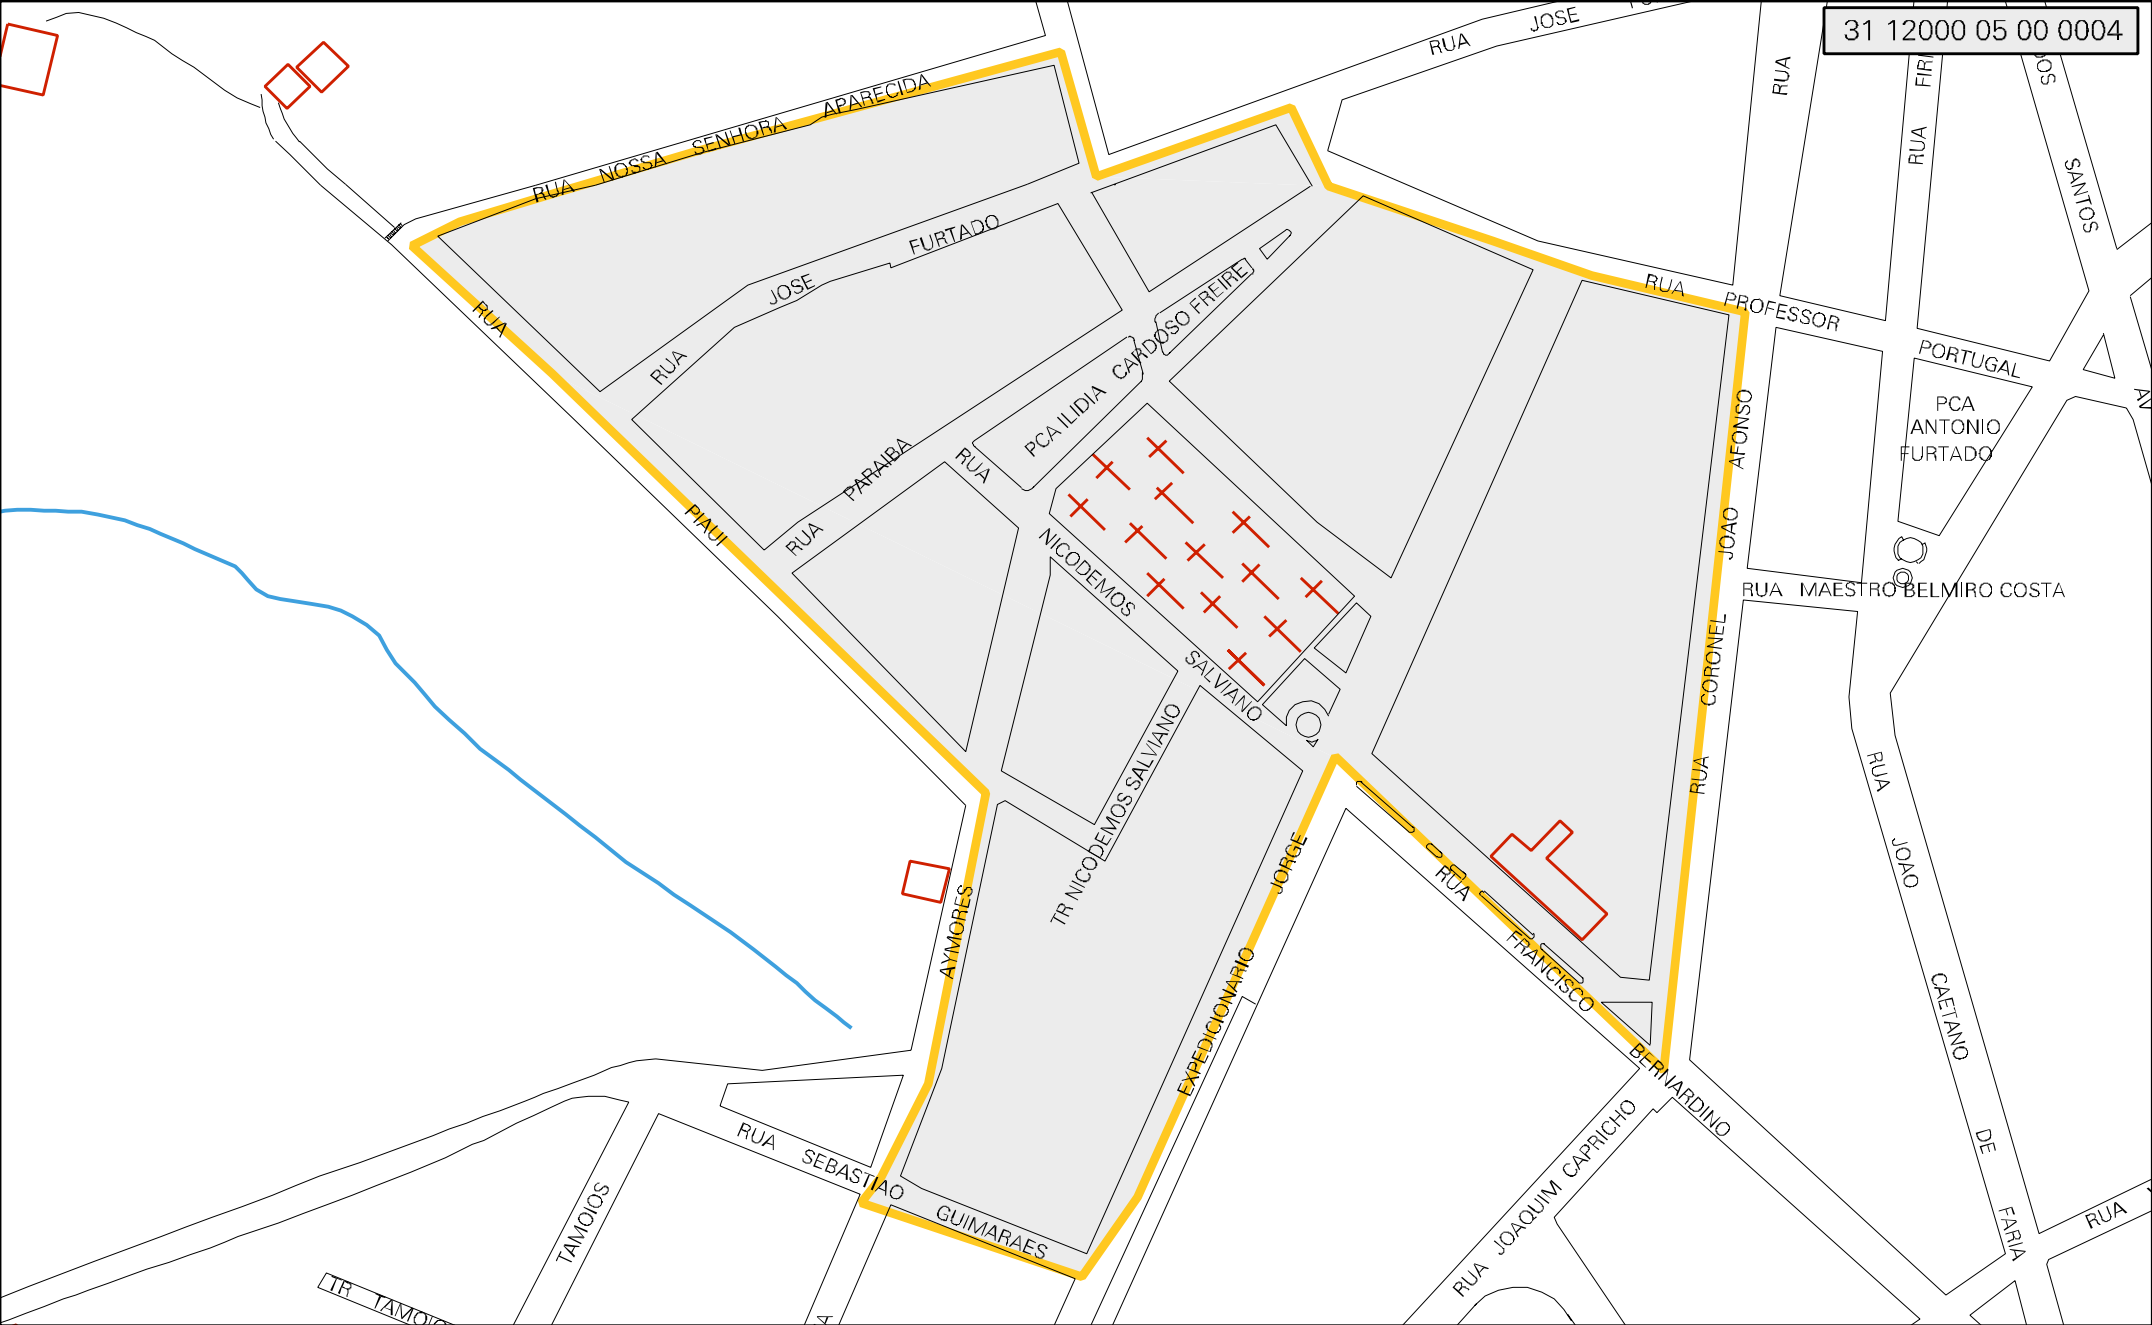 31 12000 05 00 0004
RUA JOSE
RUA
RUA
SANTOS
RUA NOSSA SENHORA APARECIDA
RUA JOSE FURTADO
RUA PIAUI
RUA PARAIBA
PCA ILIDIA CARDOSO FREIRE
RUA PROFESSOR PORTUGAL
PCA
ANTONIO
FURTADO
RUA NICODEMOS SALVIANO
TR NICODEMOS SALVIANO
RUA CORONEL JOAO AFONSO
RUA MAESTRO BELMIRO COSTA
RUA JOAO CAETANO DE FARIA
AYMORES
EXPEDICIONARIO JORGE
RUA FRANCISCO BERNARDINO
RUA SEBASTIAO GUIMARAES
TAMOIOS
RUA JOAQUIM CAPRICHO
RUA
TR